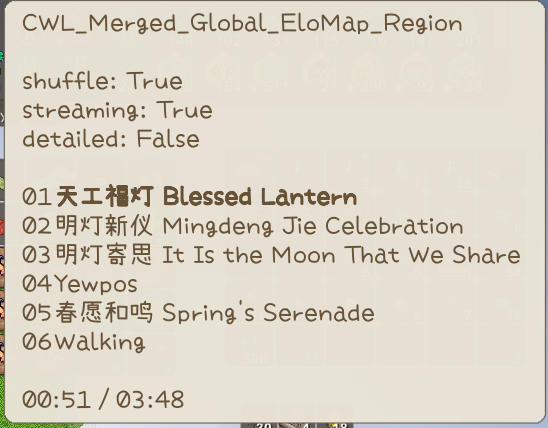 CWL_Merged_Global_EloMap_Region
shuffle: True
streaming: True
detailed: False
01天工福灯 Blessed Lantern
02明灯新仪 Mingdeng Jie Celebration
03明灯寄思 It Is the Moon That We Share
04Yewpos
05春愿和鸣 Spring's Serenade
06Walking
00:51 / 03:48